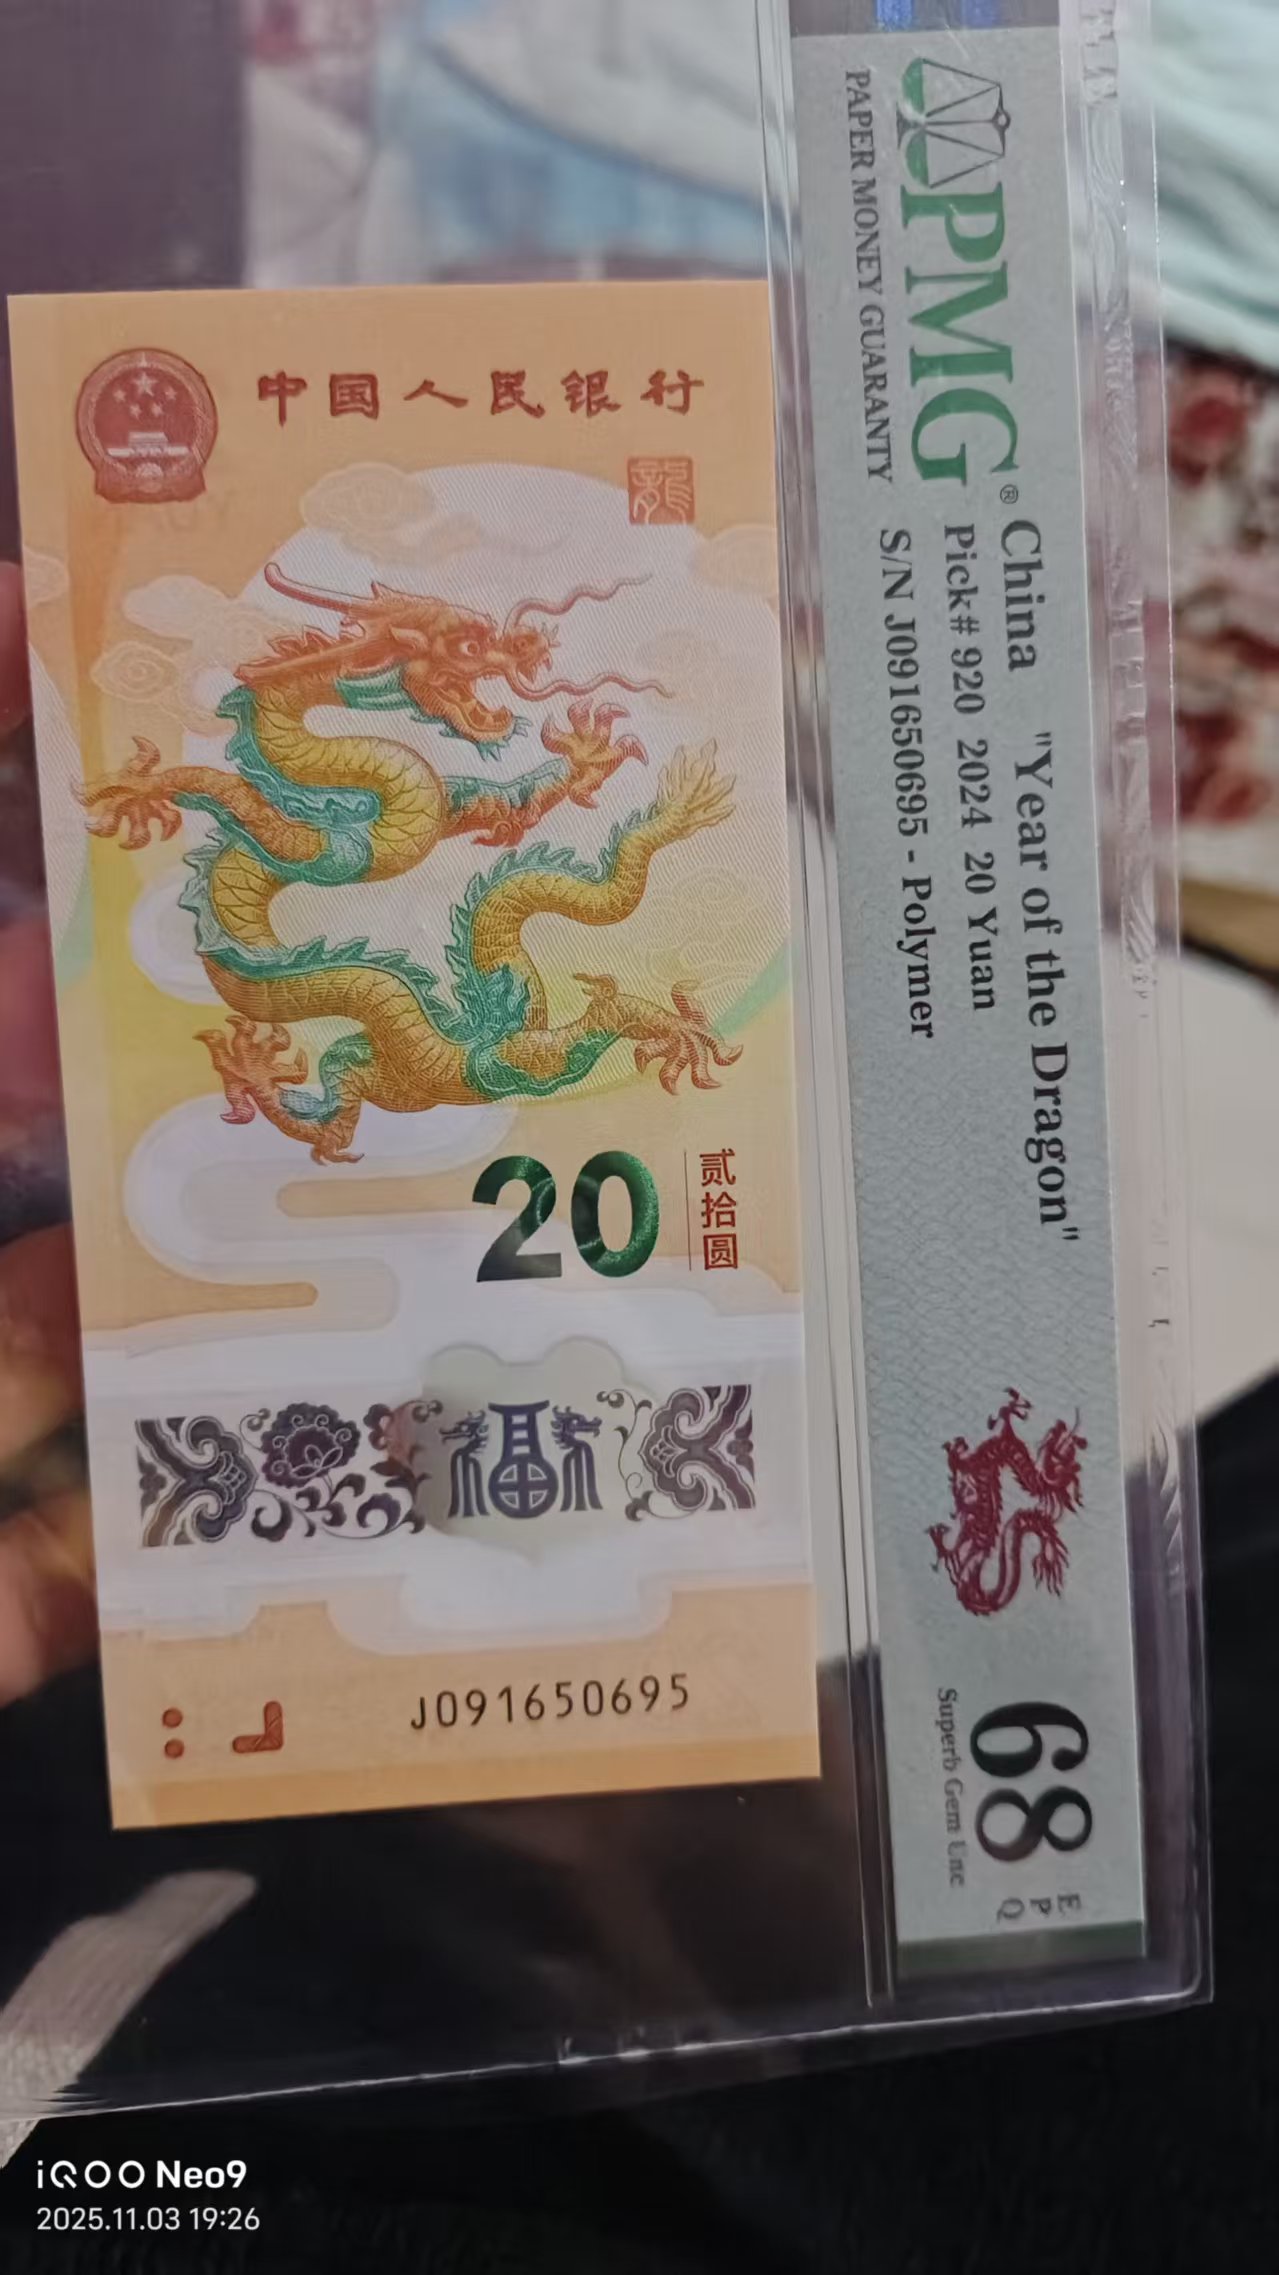 中国人民银行
龍
20
贰拾圆
福
J091650695
PMG®
PAPER MONEY GUARANTY
China "Year of the Dragon"
Pick# 920 2024 20 Yuan
S/N J091650695 - Polymer
68
EPQ
Superb Gem Unc
iQOO Neo9
2025.11.03 19:26